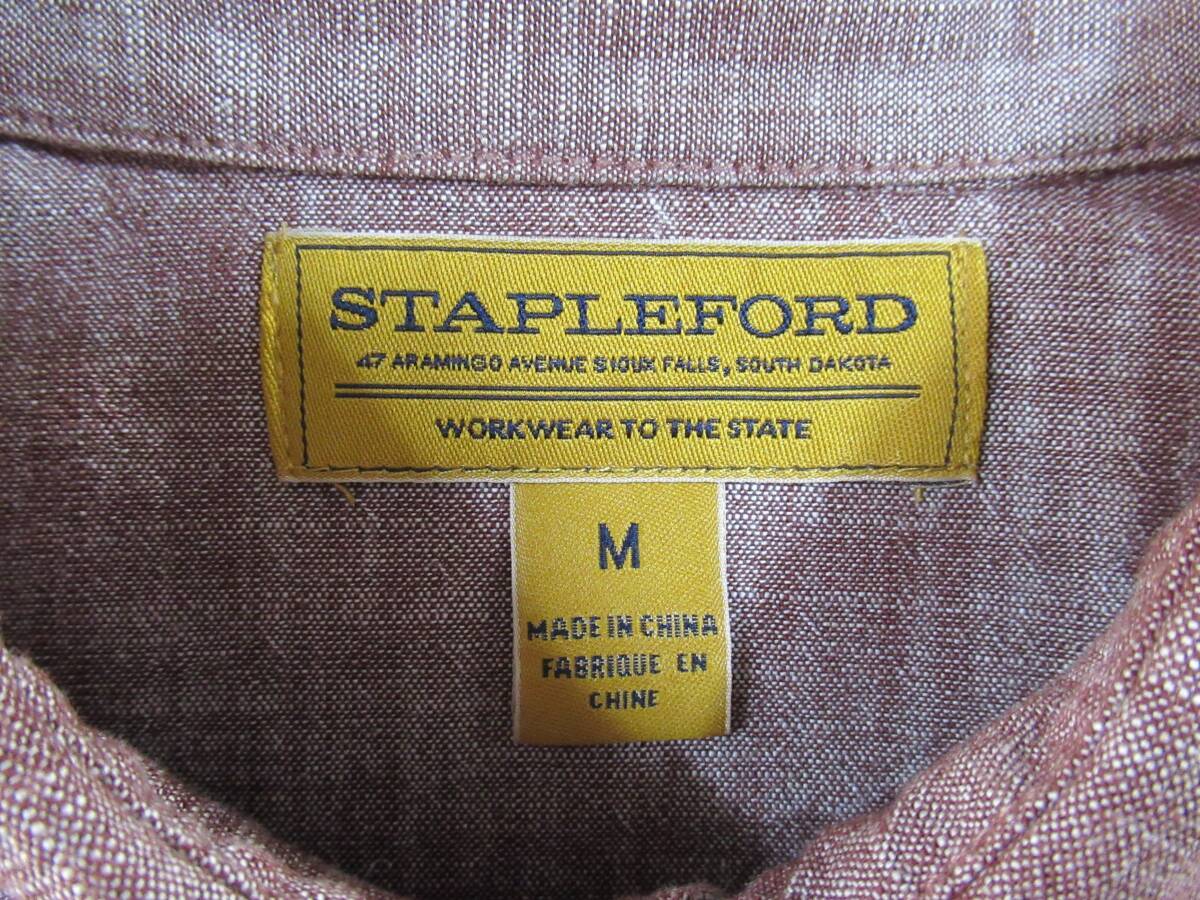 STAPLEFORD
47 ARAMINGO AVENUE SIOUX FALLS, SOUTH DAKOTA
WORKWEAR TO THE STATE
M
MADE IN CHINA
FABRIQUE EN
CHINE